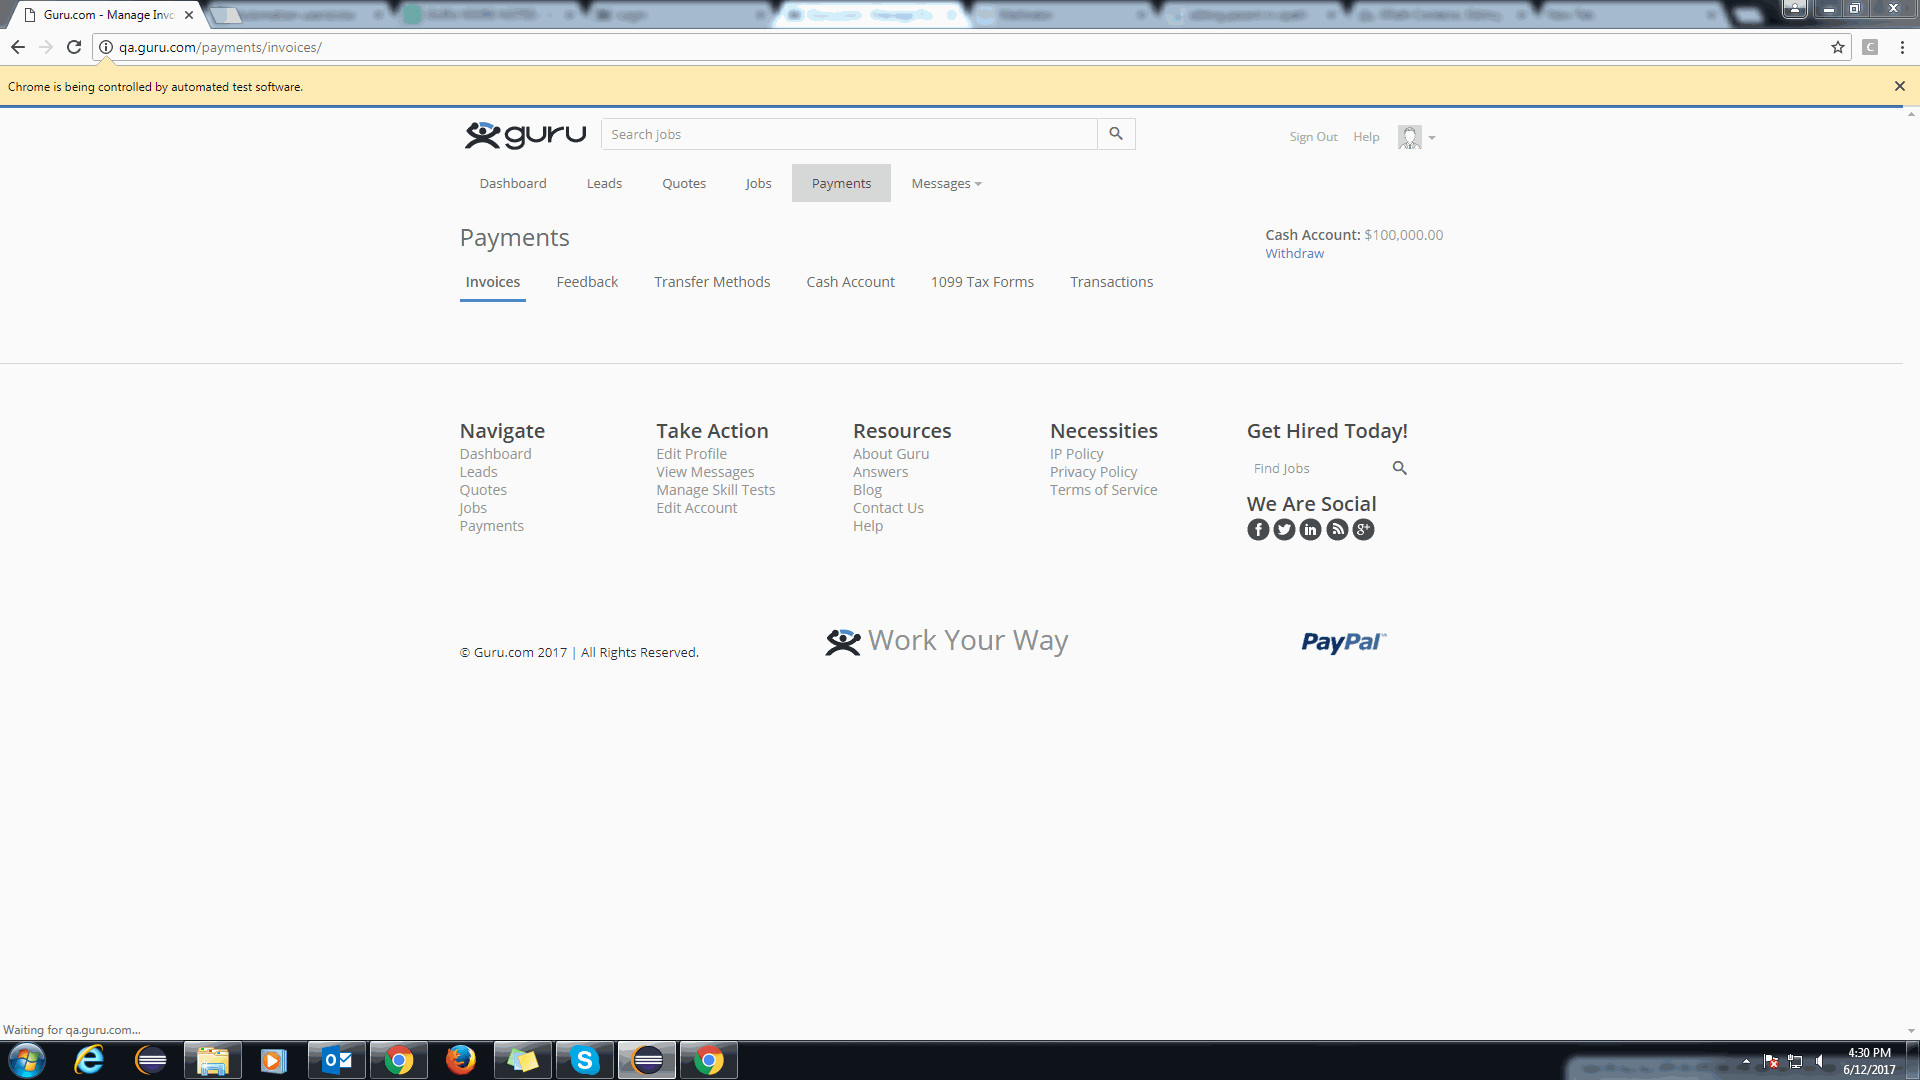 Guru.com - Manage Invc
qa.guru.com/payments/invoices/
Chrome is being controlled by automated test software.
guru
Search jobs
Sign Out
Help
Dashboard
Leads
Quotes
Jobs
Payments
Messages
Payments
Cash Account: $100,000.00
Withdraw
Invoices
Feedback
Transfer Methods
Cash Account
1099 Tax Forms
Transactions
Navigate
Dashboard
Leads
Quotes
Jobs
Payments
Take Action
Edit Profile
View Messages
Manage Skill Tests
Edit Account
Resources
About Guru
Answers
Blog
Contact Us
Help
Necessities
IP Policy
Privacy Policy
Terms of Service
Get Hired Today!
Find Jobs
We Are Social
© Guru.com 2017 | All Rights Reserved.
Work Your Way
PayPal™
Waiting for qa.guru.com...
4:30 PM
6/12/2017